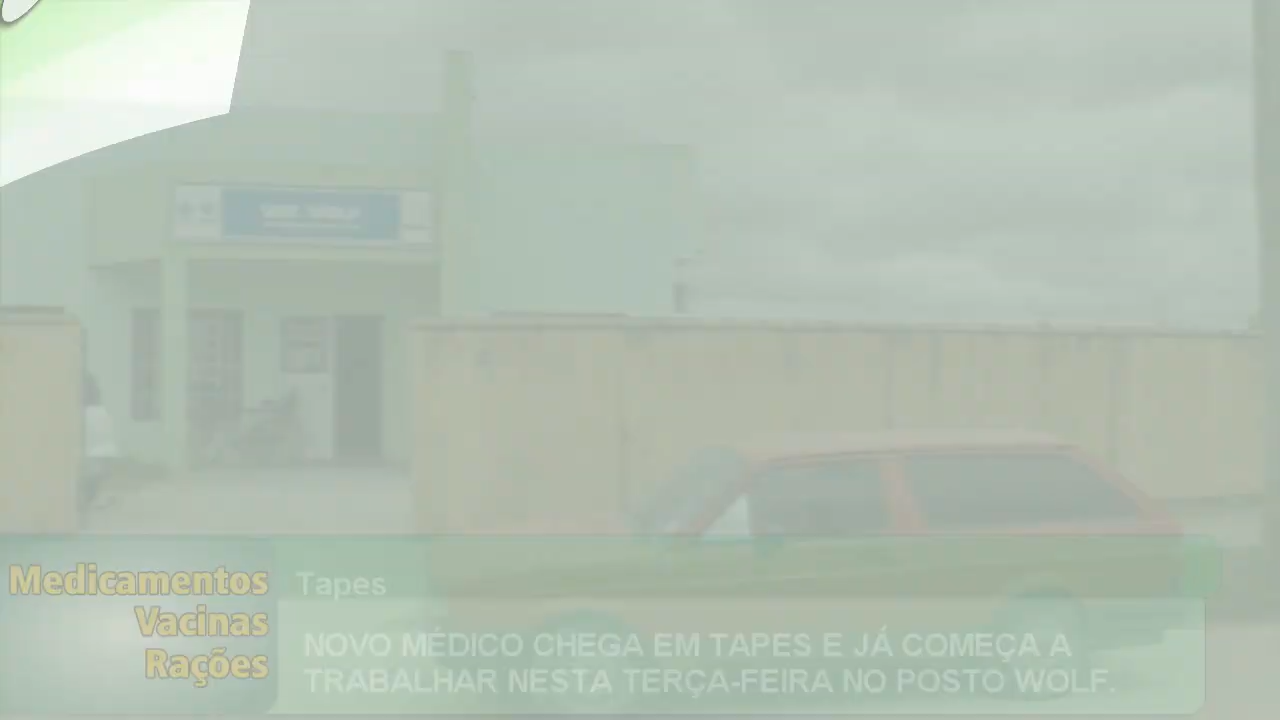 Medicamentos
Vacinas
Rações
Tapes
NOVO MÉDICO CHEGA EM TAPES E JÁ COMEÇA A
TRABALHAR NESTA TERÇA-FEIRA NO POSTO WOLF.